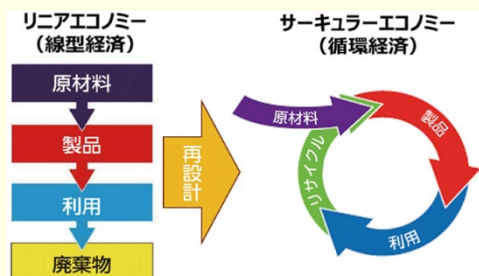 リニアエコノミー
（線型経済）
原材料
製品
利用
廃棄物
再設計
サーキュラーエコノミー
（循環経済）
原材料
製品
利用
リサイクル